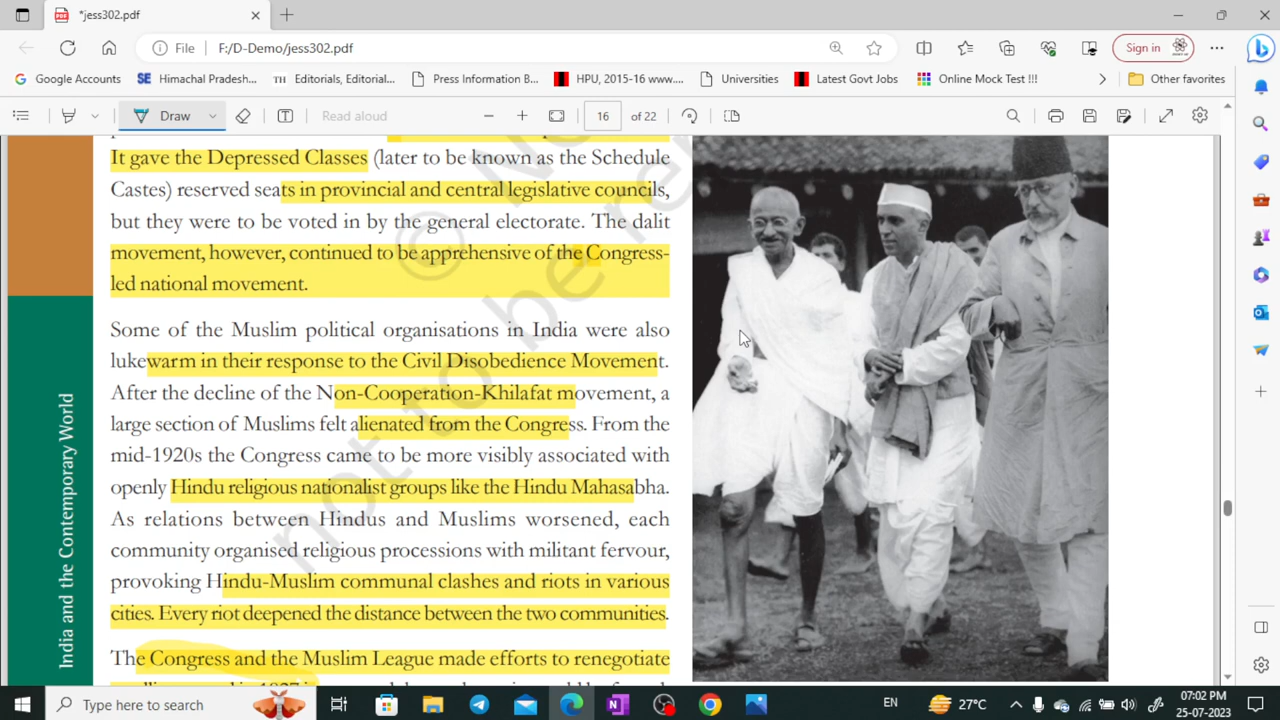 *jess302.pdf
File
F:/D-Demo/jess302.pdf
Sign in
Google Accounts
SE Himachal Pradesh...
TH Editorials, Editorial...
Press Information B...
HPU, 2015-16 www....
Universities
Latest Govt Jobs
Online Mock Test !!!
Other favorites
Draw
Read aloud
16 of 22
It gave the Depressed Classes (later to be known as the Schedule
Castes) reserved seats in provincial and central legislative councils,
but they were to be voted in by the general electorate. The dalit
movement, however, continued to be apprehensive of the Congress-
led national movement.
Some of the Muslim political organisations in India were also
lukewarm in their response to the Civil Disobedience Movement.
After the decline of the Non-Cooperation-Khilafat movement, a
large section of Muslims felt alienated from the Congress. From the
mid-1920s the Congress came to be more visibly associated with
openly Hindu religious nationalist groups like the Hindu Mahasabha.
As relations between Hindus and Muslims worsened, each
community organised religious processions with militant fervour,
provoking Hindu-Muslim communal clashes and riots in various
cities. Every riot deepened the distance between the two communities.
The Congress and the Muslim League made efforts to renegotiate
India and the Contemporary World
not to be re
Type here to search
EN
27°C
07:02 PM
25-07-2023